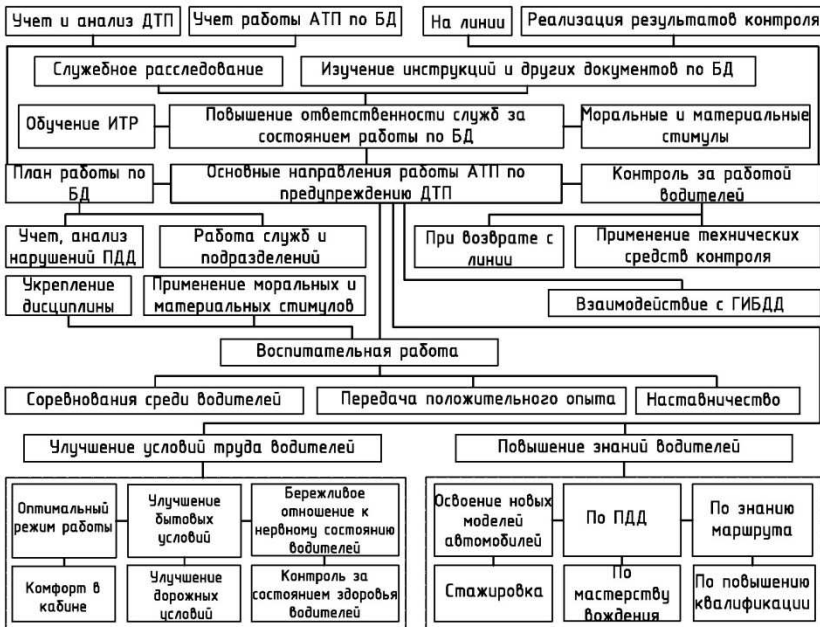 Учет и анализ ДТП
Учет работы АТП по БД
На линии
Реализация результатов контроля
Служебное расследование
Изучение инструкций и других документов по БД
Обучение ИТР
Повышение ответственности служб за
состоянием работы по БД
Моральные и материальные
стимулы
План работы по
БД
Основные направления работы АТП по
предупреждению ДТП
Контроль за работой
водителей
Учет, анализ
нарушений ПДД
Работа служб и
подразделений
При возврате с
линии
Применение технических
средств контроля
Укрепление
дисциплины
Применение моральных и
материальных стимулов
Взаимодействие с ГИБДД
Воспитательная работа
Соревнования среди водителей
Передача положительного опыта
Наставничество
Улучшение условий труда водителей
Повышение знаний водителей
Оптимальный
режим работы
Улучшение
бытовых
условий
Бережливое
отношение к
нервному состоянию
водителей
Освоение новых
моделей
автомобилей
По ПДД
По знанию
маршрута
Комфорт в
кабине
Улучшение
дорожных
условий
Контроль за
состоянием здоровья
водителей
Стажировка
По
мастерству
вождения
По повышению
квалификации